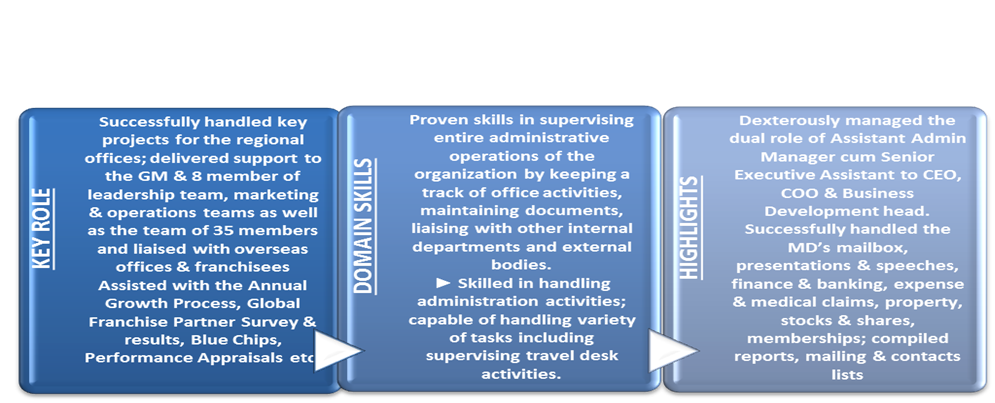 KEY ROLE
Successfully handled key
projects for the regional
offices; delivered support to
the GM & 8 member of
leadership team, marketing
& operations teams as well
as the team of 35 members
and liaised with overseas
offices & franchisees
Assisted with the Annual
Growth Process, Global
Franchise Partner Survey &
results, Blue Chips,
Performance Appraisals etc
DOMAIN SKILLS
Proven skills in supervising
entire administrative
operations of the
organization by keeping a
track of office activities,
maintaining documents,
liaising with other internal
departments and external
bodies.
► Skilled in handling
administration activities;
capable of handling variety
of tasks including
supervising travel desk
activities.
HIGHLIGHTS
Dexterously managed the
dual role of Assistant Admin
Manager cum Senior
Executive Assistant to CEO,
COO & Business
Development head.
Successfully handled the
MD's mailbox,
presentations & speeches,
finance & banking, expense
& medical claims, property,
stocks & shares,
memberships; compiled
reports, mailing & contacts
lists